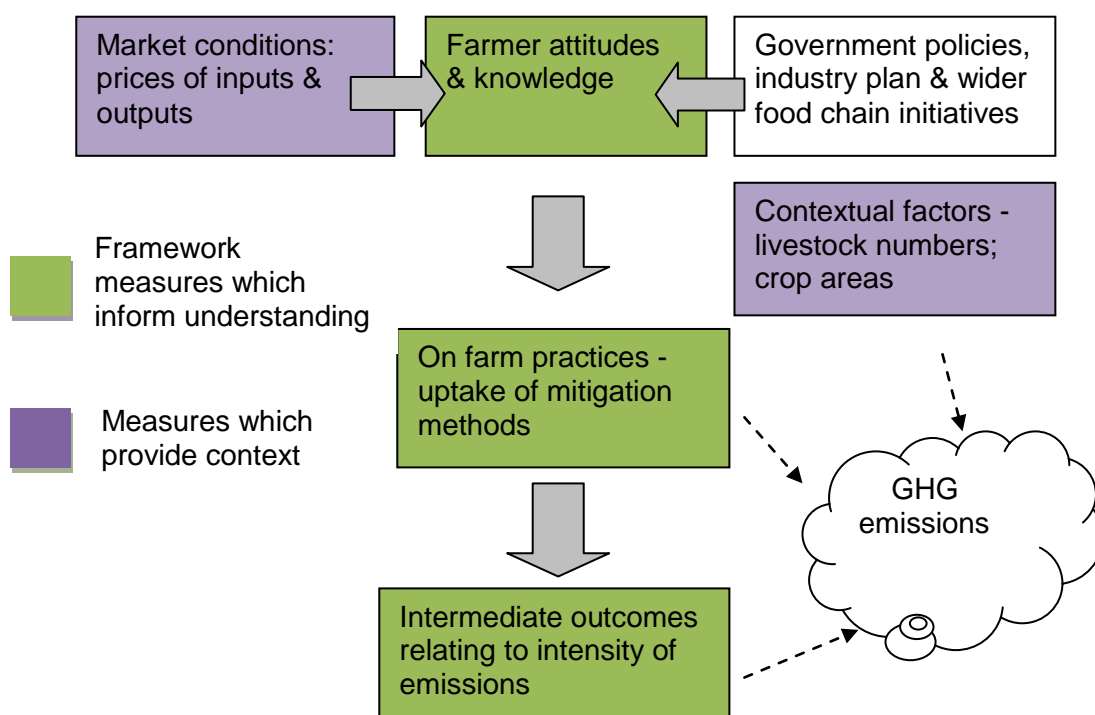 Market conditions:
prices of inputs &
outputs
Farmer attitudes
& knowledge
Government policies,
industry plan & wider
food chain initiatives
Contextual factors -
livestock numbers;
crop areas
Framework
measures which
inform understanding
On farm practices -
uptake of mitigation
methods
Measures which
provide context
GHG
emissions
Intermediate outcomes
relating to intensity of
emissions